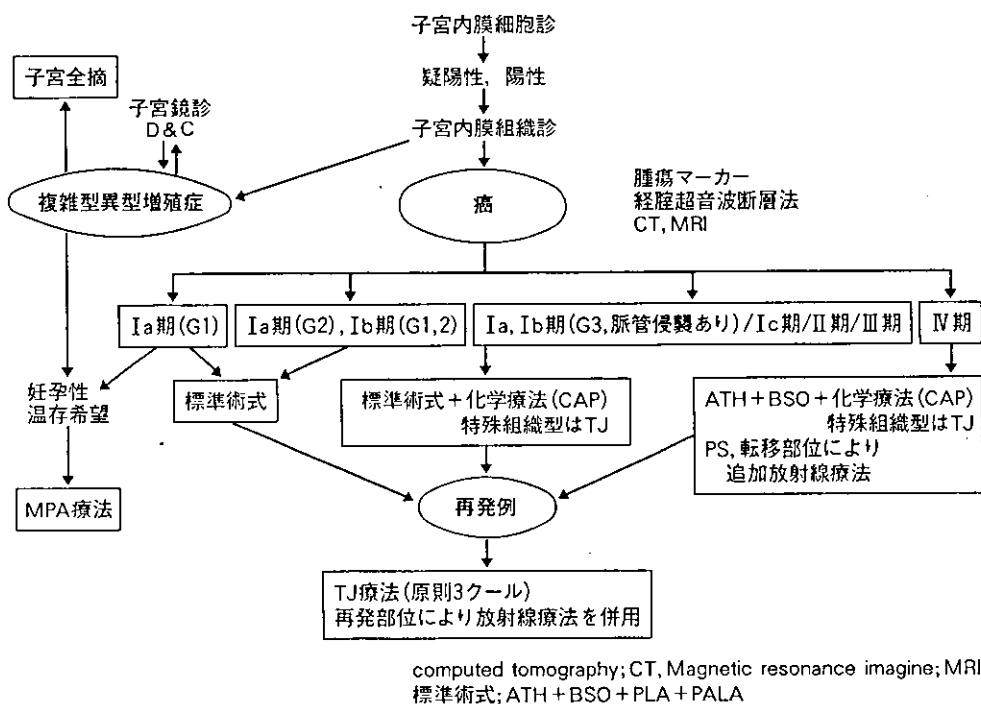 子宮内膜細胞診
疑陽性，陽性
子宮内膜組織診
子宮全摘
子宮鏡診
D&C
複雑型異型増殖症
癌
腫瘍マーカー
経腟超音波断層法
CT, MRI
Ia期(G1)
Ia期(G2), Ib期(G1,2)
Ia, Ib期(G3,脈管侵襲あり)/Ic期/II期/III期
IV期
妊孕性
温存希望
標準術式
標準術式＋化学療法(CAP)
特殊組織型はTJ
ATH＋BSO＋化学療法(CAP)
特殊組織型はTJ
PS, 転移部位により
追加放射線療法
MPA療法
再発例
TJ療法(原則3クール)
再発部位により放射線療法を併用
computed tomography; CT, Magnetic resonance imagine; MRI
標準術式; ATH＋BSO＋PLA＋PALA